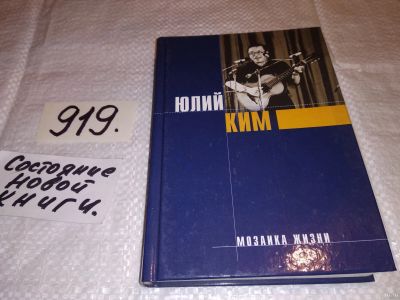 919.
Состояние
Новой
книги.
ЮЛИЙ
КИМ
МОЗАИКА ЖИЗНИ